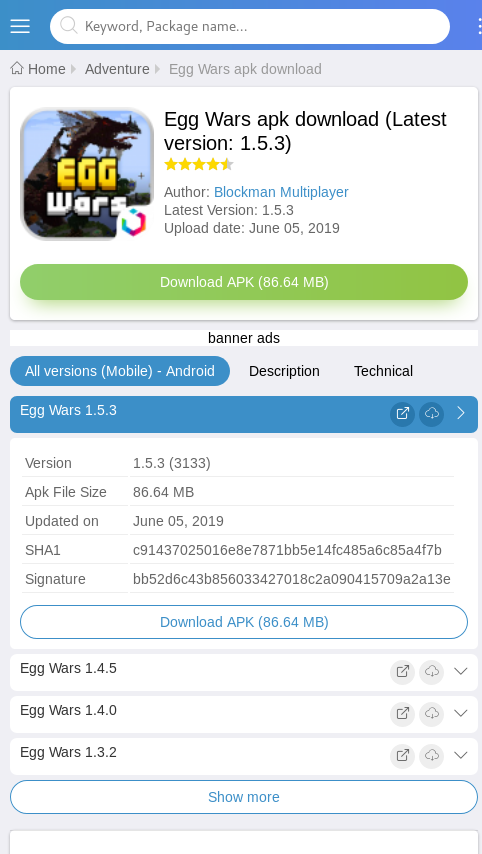 Keyword, Package name...
Home Adventure Egg Wars apk download
EGG
Wars
Egg Wars apk download (Latest
version: 1.5.3)
Author: Blockman Multiplayer
Latest Version: 1.5.3
Upload date: June 05, 2019
Download APK (86.64 MB)
banner ads
All versions (Mobile) - Android Description Technical
Egg Wars 1.5.3
Version 1.5.3 (3133)
Apk File Size 86.64 MB
Updated on June 05, 2019
SHA1 c91437025016e8e7871bb5e14fc485a6c85a4f7b
Signature bb52d6c43b856033427018c2a090415709a2a13e
Download APK (86.64 MB)
Egg Wars 1.4.5
Egg Wars 1.4.0
Egg Wars 1.3.2
Show more